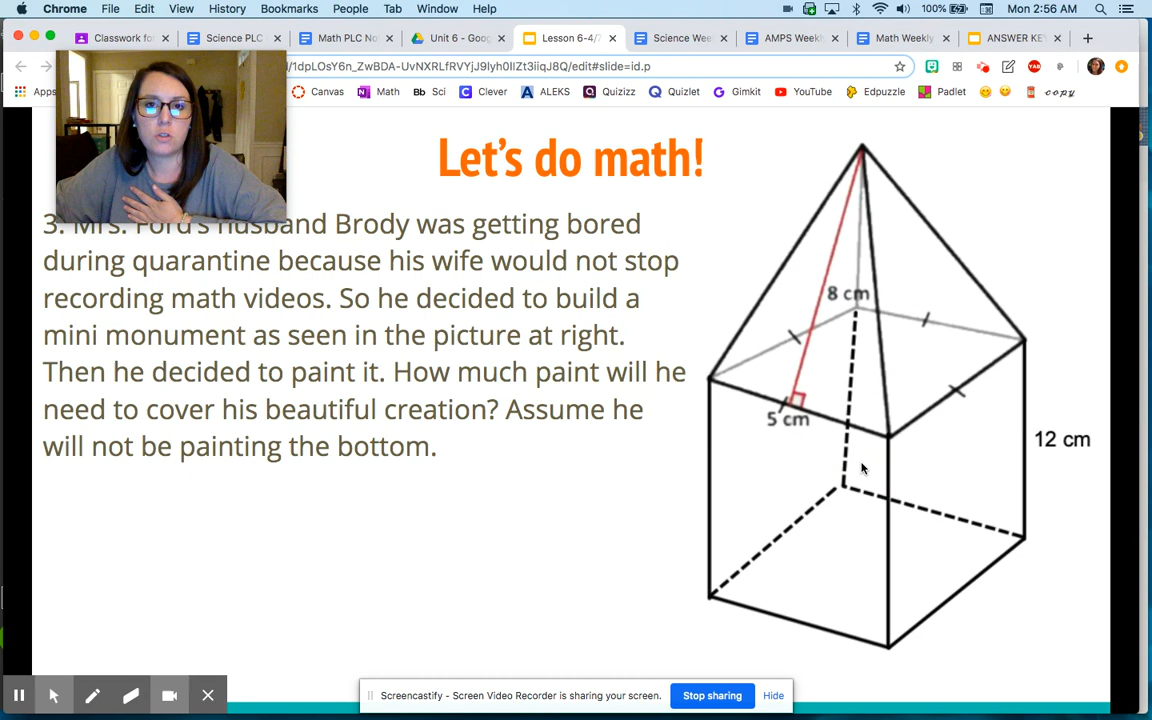 Chrome File Edit View History Bookmarks People Tab Window Help 100% Mon 2:56 AM
Classwork fo Science PLC Math PLC No Unit 6 - Goog Lesson 6-4/ Science Wee AMPS Weekl Math Weekly ANSWER KEY
/1dpLOsY6n_ZwBDA-UvNXRLfRVYjJ9Iyh0IIZt3iiqJ8Q/edit#slide=id.p
Apps Canvas Math Bb Sci Clever ALEKS Quizizz Quizlet Gimkit YouTube Edpuzzle Padlet copy
Let's do math!
3. Mrs. Ford's husband Brody was getting bored
during quarantine because his wife would not stop
recording math videos. So he decided to build a
mini monument as seen in the picture at right.
Then he decided to paint it. How much paint will he
need to cover his beautiful creation? Assume he
will not be painting the bottom.
8 cm
5 cm
12 cm
Screencastify - Screen Video Recorder is sharing your screen. Stop sharing Hide